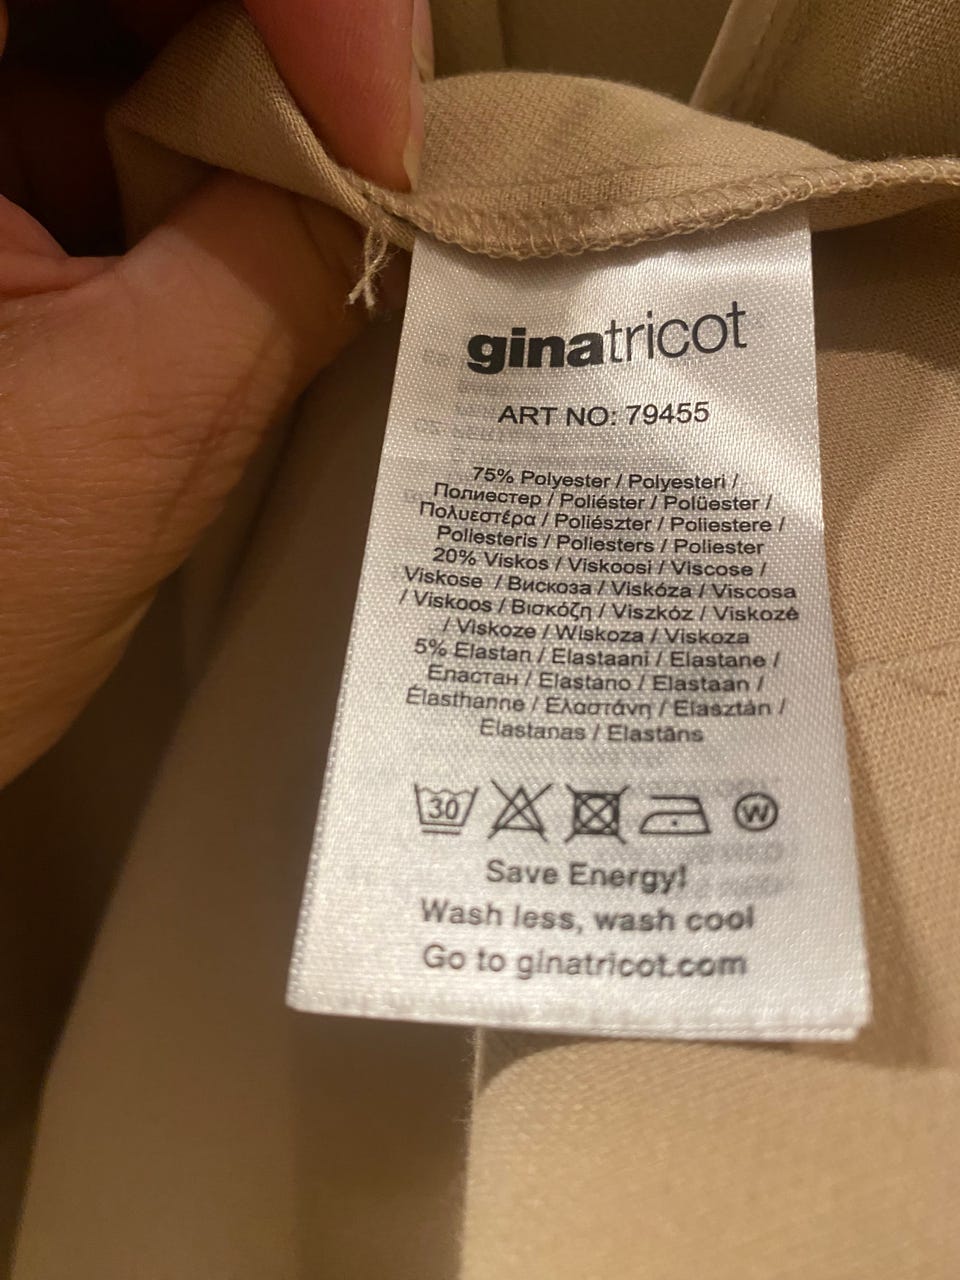 ginatricot
ART NO: 79455
75% Polyester / Polyesteri /
Полиестер / Poliéster / Polüester /
Πολυεστέρα / Poliészter / Poliestere /
Poliesteris / Poliesters / Poliester
20% Viskos / Viskoosi / Viscose /
Viskose / Вискоза / Viskóza / Viscosa
/ Viskoos / Βισκόζη / Viszkóz / Viskozė
/ Viskoze / Wiskoza / Viskoza
5% Elastan / Elastaani / Elastane /
Еластан / Elastano / Elastaan /
Élasthanne / Ελαστάνη / Elasztán /
Elastanas / Elastāns
30
W
Save Energy!
Wash less, wash cool
Go to ginatricot.com